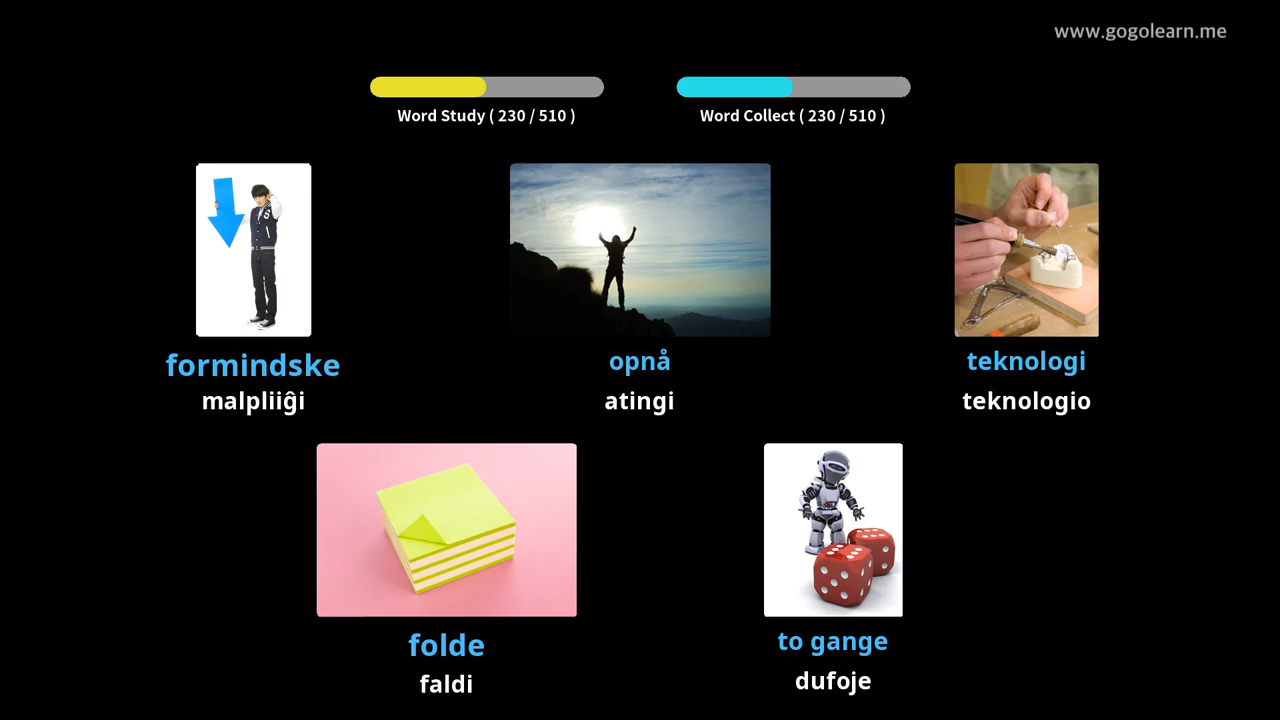 www.gogolearn.me
Word Study ( 230 / 510 )
Word Collect ( 230 / 510 )
formindske
malpliiĝi
opnå
atingi
teknologi
teknologio
folde
faldi
to gange
dufoje